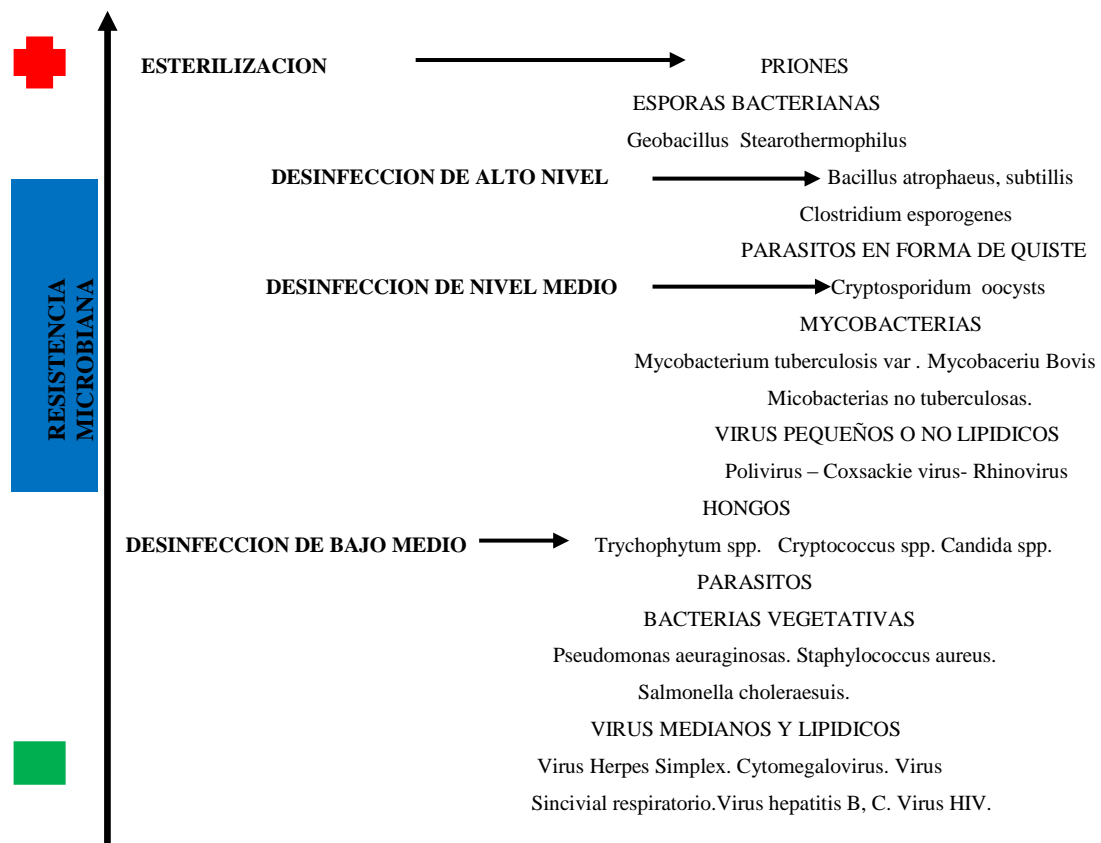 ESTERILIZACION PRIONES
ESPORAS BACTERIANAS
Geobacillus Stearothermophilus
DESINFECCION DE ALTO NIVEL Bacillus atrophaeus, subtillis
Clostridium esporogenes
PARASITOS EN FORMA DE QUISTE
DESINFECCION DE NIVEL MEDIO Cryptosporidum oocysts
MYCOBACTERIAS
Mycobacterium tuberculosis var . Mycobaceriu Bovis
Micobacterias no tuberculosas.
VIRUS PEQUEÑOS O NO LIPIDICOS
Polivirus – Coxsackie virus- Rhinovirus
HONGOS
DESINFECCION DE BAJO MEDIO Trychophytum spp. Cryptococcus spp. Candida spp.
PARASITOS
BACTERIAS VEGETATIVAS
Pseudomonas aeuraginosas. Staphylococcus aureus.
Salmonella choleraesuis.
VIRUS MEDIANOS Y LIPIDICOS
Virus Herpes Simplex. Cytomegalovirus. Virus
Sincivial respiratorio.Virus hepatitis B, C. Virus HIV.
RESISTENCIA
MICROBIANA